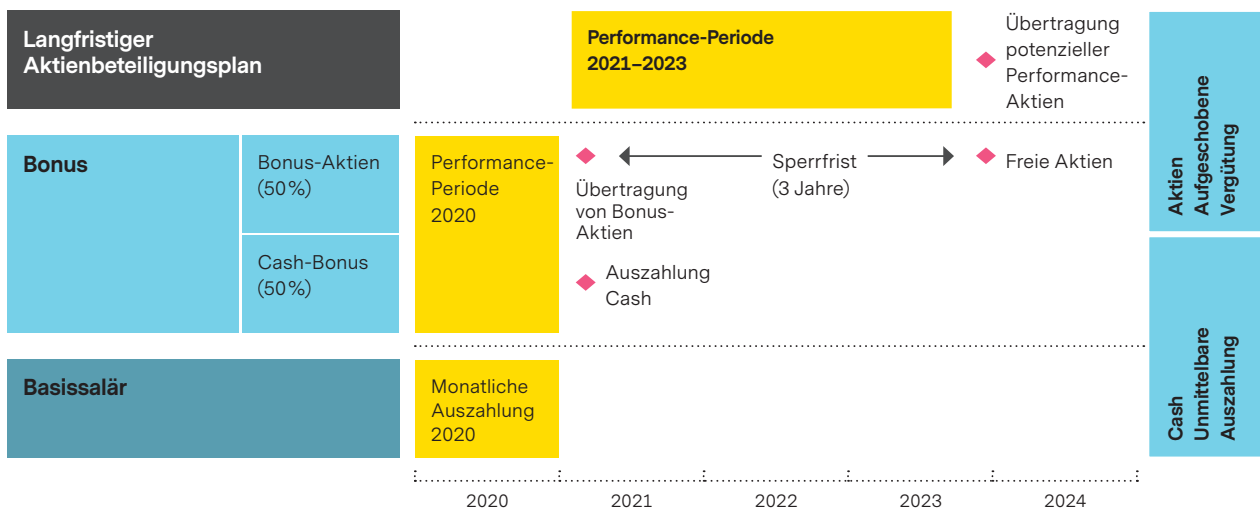 Langfristiger
Aktienbeteiligungsplan
Performance-Periode
2021–2023
Übertragung
potenzieller
Performance-
Aktien
Bonus
Bonus-Aktien
(50%)
Cash-Bonus
(50%)
Performance-
Periode
2020
Übertragung
von Bonus-
Aktien
Sperrfrist
(3 Jahre)
Freie Aktien
Auszahlung
Cash
Aktien
Aufgeschobene
Vergütung
Basissalär
Monatliche
Auszahlung
2020
Cash
Unmittelbare
Auszahlung
2020
2021
2022
2023
2024